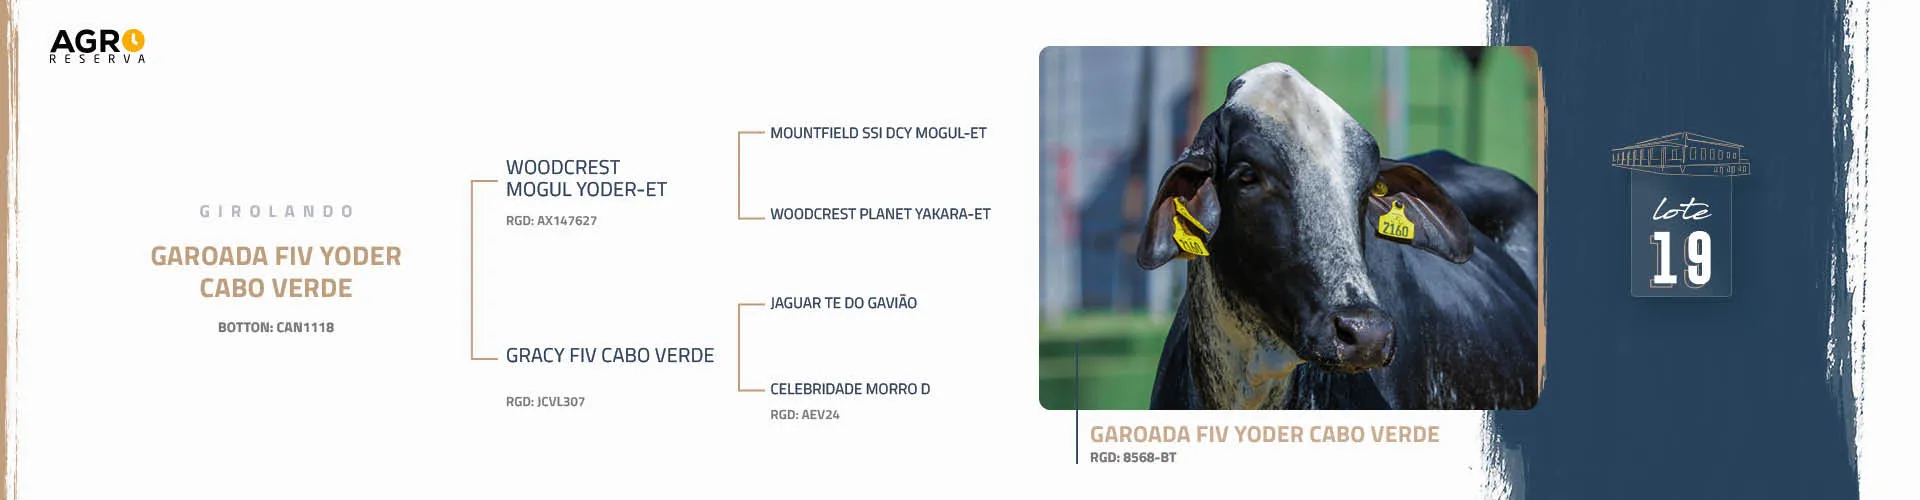 AGRO
RESERVA
GIROLANDO
GAROADA FIV YODER
CABO VERDE
BOTTON: CAN1118
WOODCREST
MOGUL YODER-ET
RGD: AX147627
GRACY FIV CABO VERDE
RGD: JCVL307
MOUNTFIELD SSI DCY MOGUL-ET
WOODCREST PLANET YAKARA-ET
JAGUAR TE DO GAVIÃO
CELEBRIDADE MORRO D
RGD: AEV24
2160
2160
GAROADA FIV YODER CABO VERDE
RGD: 8568-BT
lote
19